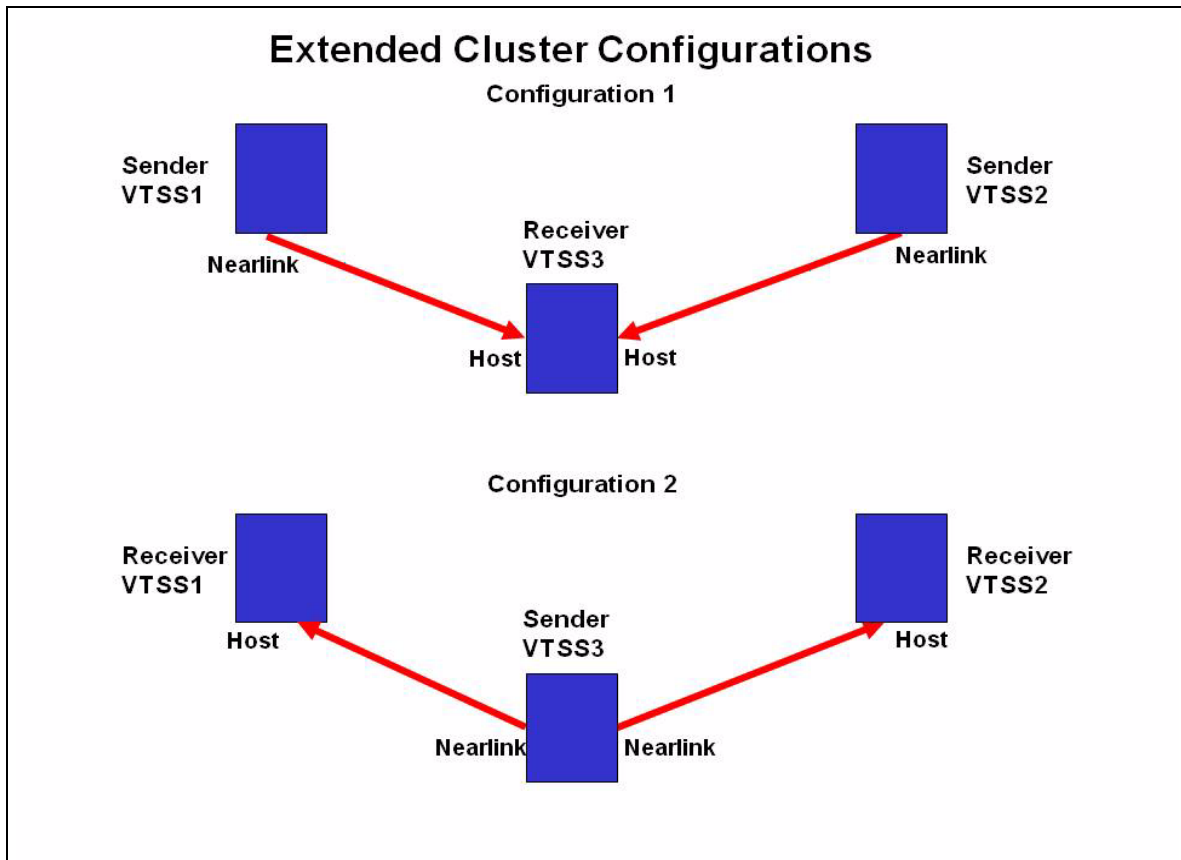 Extended Cluster Configurations
Configuration 1
Sender
VTSS1
Sender
VTSS2
Receiver
VTSS3
Nearlink
Nearlink
Host
Host
Configuration 2
Receiver
VTSS1
Receiver
VTSS2
Sender
VTSS3
Host
Host
Nearlink
Nearlink